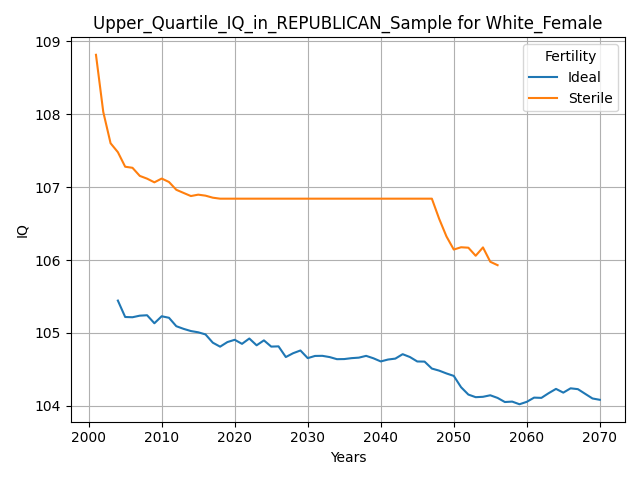 Upper_Quartile_IQ_in_REPUBLICAN_Sample for White_Female
109
108
107
106
105
104
IQ
Fertility
Ideal
Sterile
2000 2010 2020 2030 2040 2050 2060 2070
Years